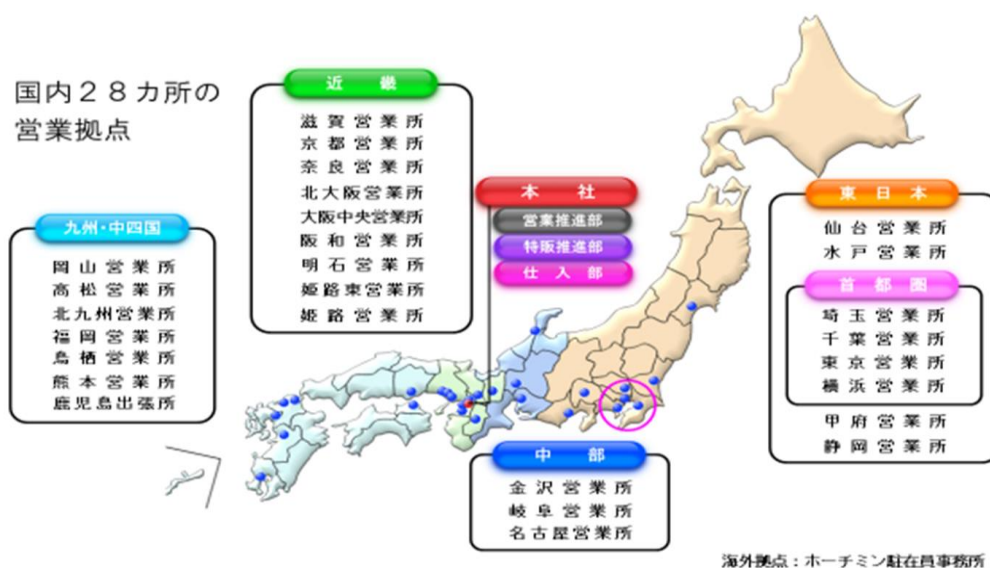 国内２８カ所の
営業拠点
近　畿
滋賀営業所
京都営業所
奈良営業所
北大阪営業所
大阪中央営業所
阪和営業所
明石営業所
姫路東営業所
姫路営業所
本　社
営業推進部
特販推進部
仕入部
九州・中四国
岡山営業所
高松営業所
北九州営業所
福岡営業所
鳥栖営業所
熊本営業所
鹿児島出張所
東日本
仙台営業所
水戸営業所
首都圏
埼玉営業所
千葉営業所
東京営業所
横浜営業所
甲府営業所
静岡営業所
中部
金沢営業所
岐阜営業所
名古屋営業所
海外拠点：ホーチミン駐在員事務所